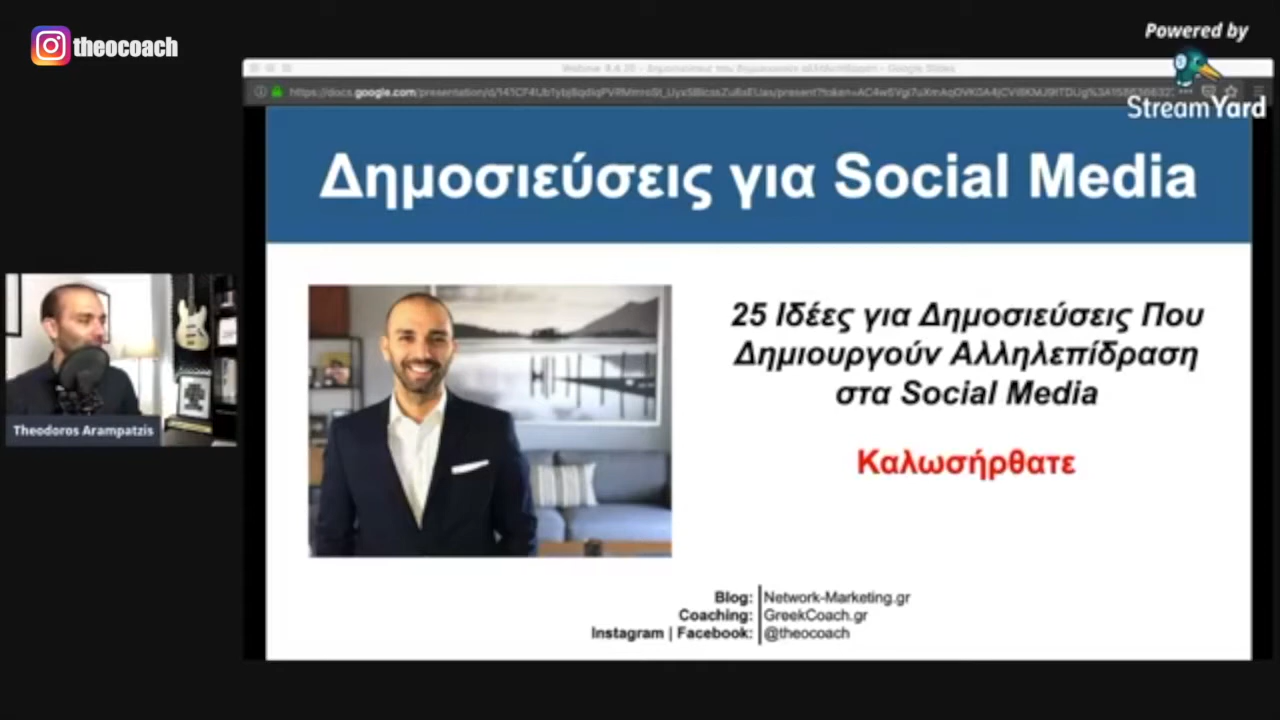 theocoach
Powered by
StreamYard
Δημοσιεύσεις για Social Media
25 Ιδέες για Δημοσιεύσεις Που
Δημιουργούν Αλληλεπίδραση
στα Social Media
Καλωσήρθατε
Theodoros Arampatzis
Blog: Network-Marketing.gr
Coaching: GreekCoach.gr
Instagram | Facebook: @theocoach